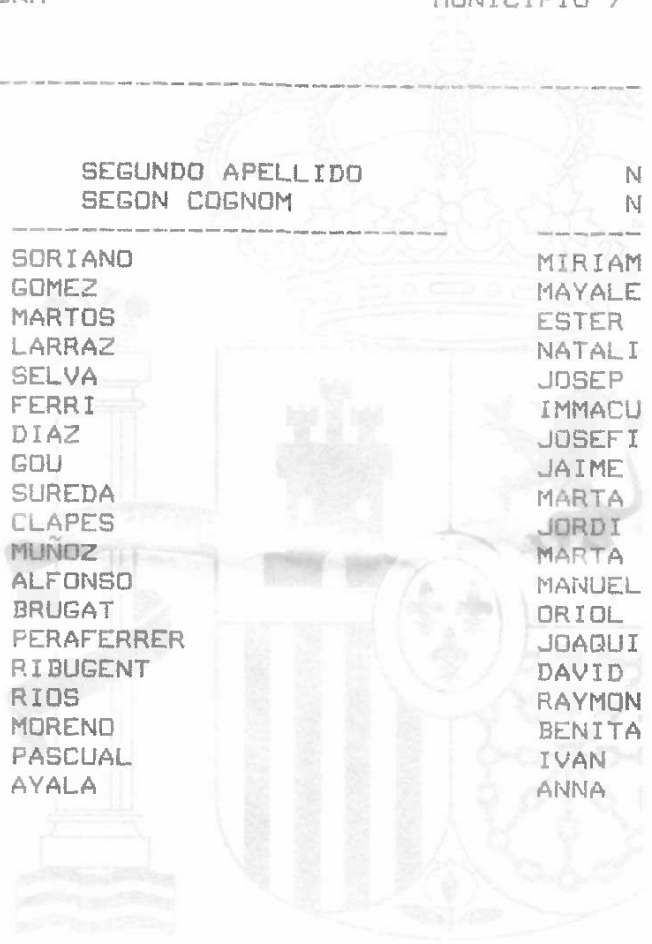 MUNICIPIO /
SEGUNDO APELLIDO N
SEGON COGNOM N
SORIANO MIRIAM
GOMEZ MAYALE
MARTOS ESTER
LARRAZ NATALI
SELVA JOSEP
FERRI IMMACU
DIAZ JOSEFI
GOU JAIME
SUREDA MARTA
CLAPES JORDI
MUÑOZ MARTA
ALFONSO MANUEL
BRUGAT ORIOL
PERAFERRER JOAQUI
RIBUGENT DAVID
RIOS RAYMON
MORENO BENITA
PASCUAL IVAN
AYALA ANNA